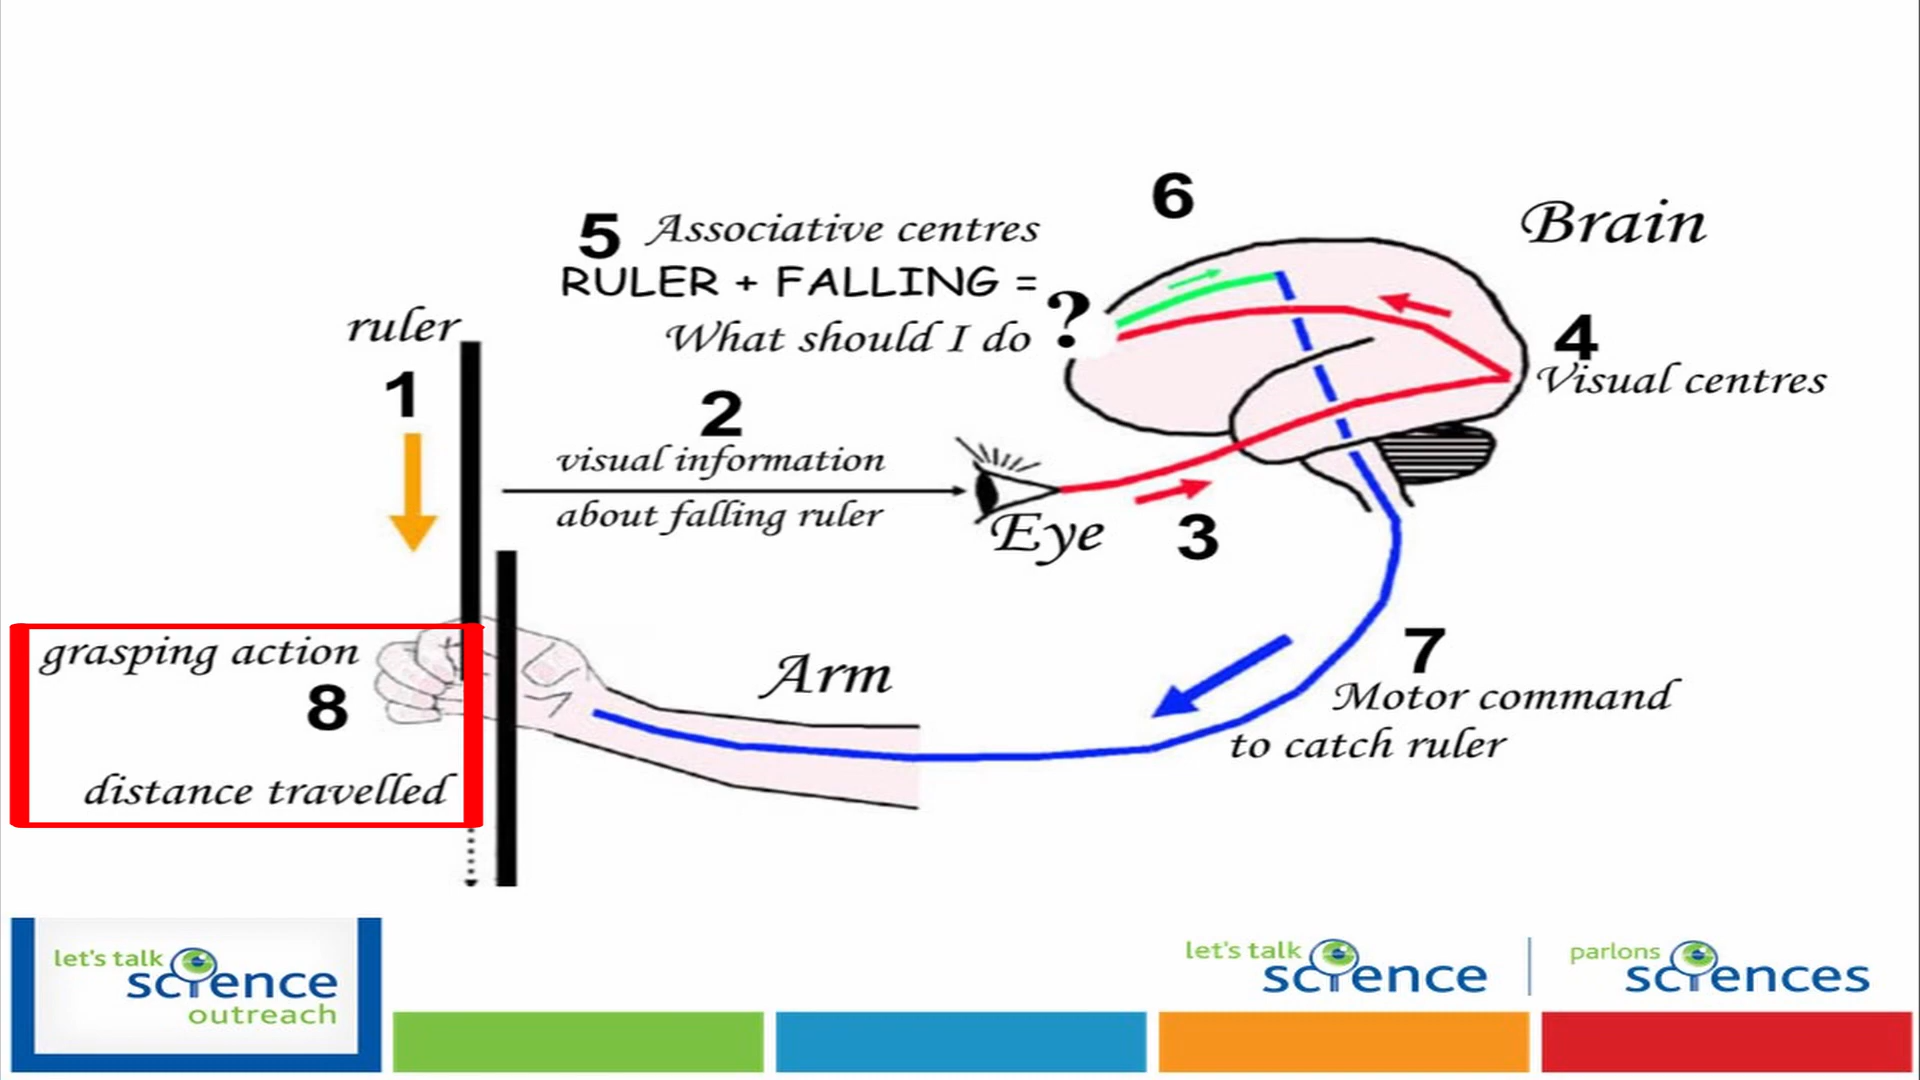 6
Brain
5 Associative centres
RULER + FALLING =
What should I do ?
ruler
1
4
Visual centres
2
visual information
about falling ruler
Eye
3
grasping action
8
distance travelled
Arm
7
Motor command
to catch ruler
let's talk
science
outreach
let's talk
science
parlons
sciences